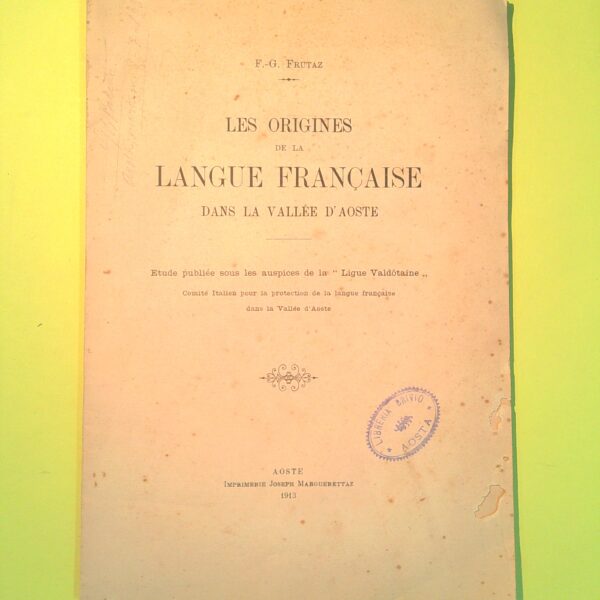 F.-G. Frutaz
LES ORIGINES
DE LA
LANGUE FRANÇAISE
DANS LA VALLÉE D'AOSTE
Etude publiée sous les auspices de la " Ligue Valdôtaine „
Comité Italien pour la protection de la langue française
dans la Vallée d'Aoste
* LIBRERIA BRIVIO *
AOSTA
AOSTE
Imprimerie Joseph Marguerettaz
1913